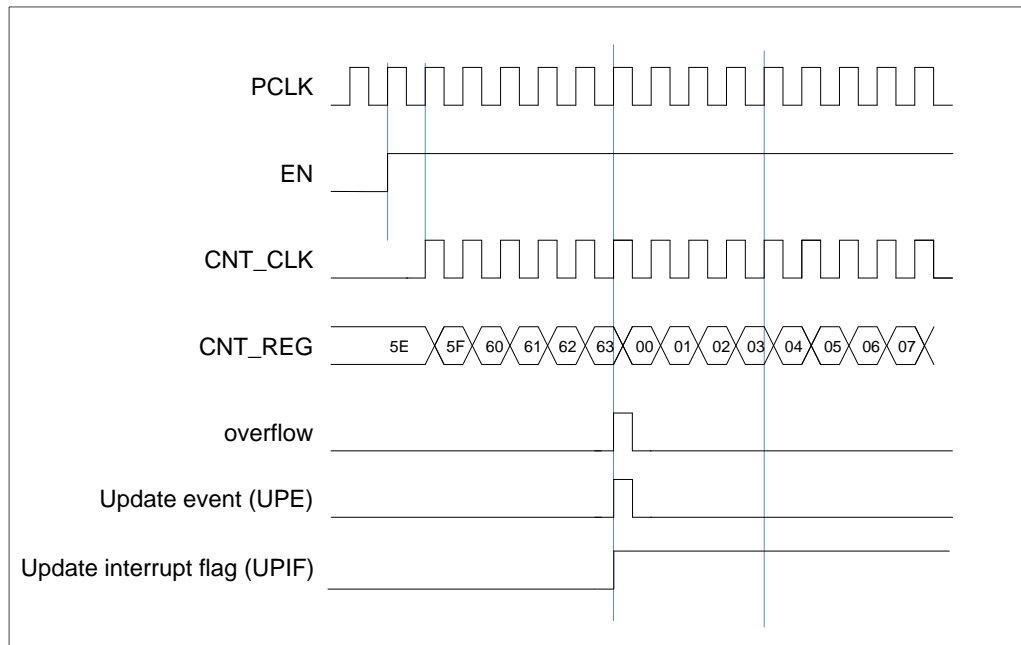 PCLK
EN
CNT_CLK
CNT_REG 5E 5F 60 61 62 63 00 01 02 03 04 05 06 07
overflow
Update event (UPE)
Update interrupt flag (UPIF)